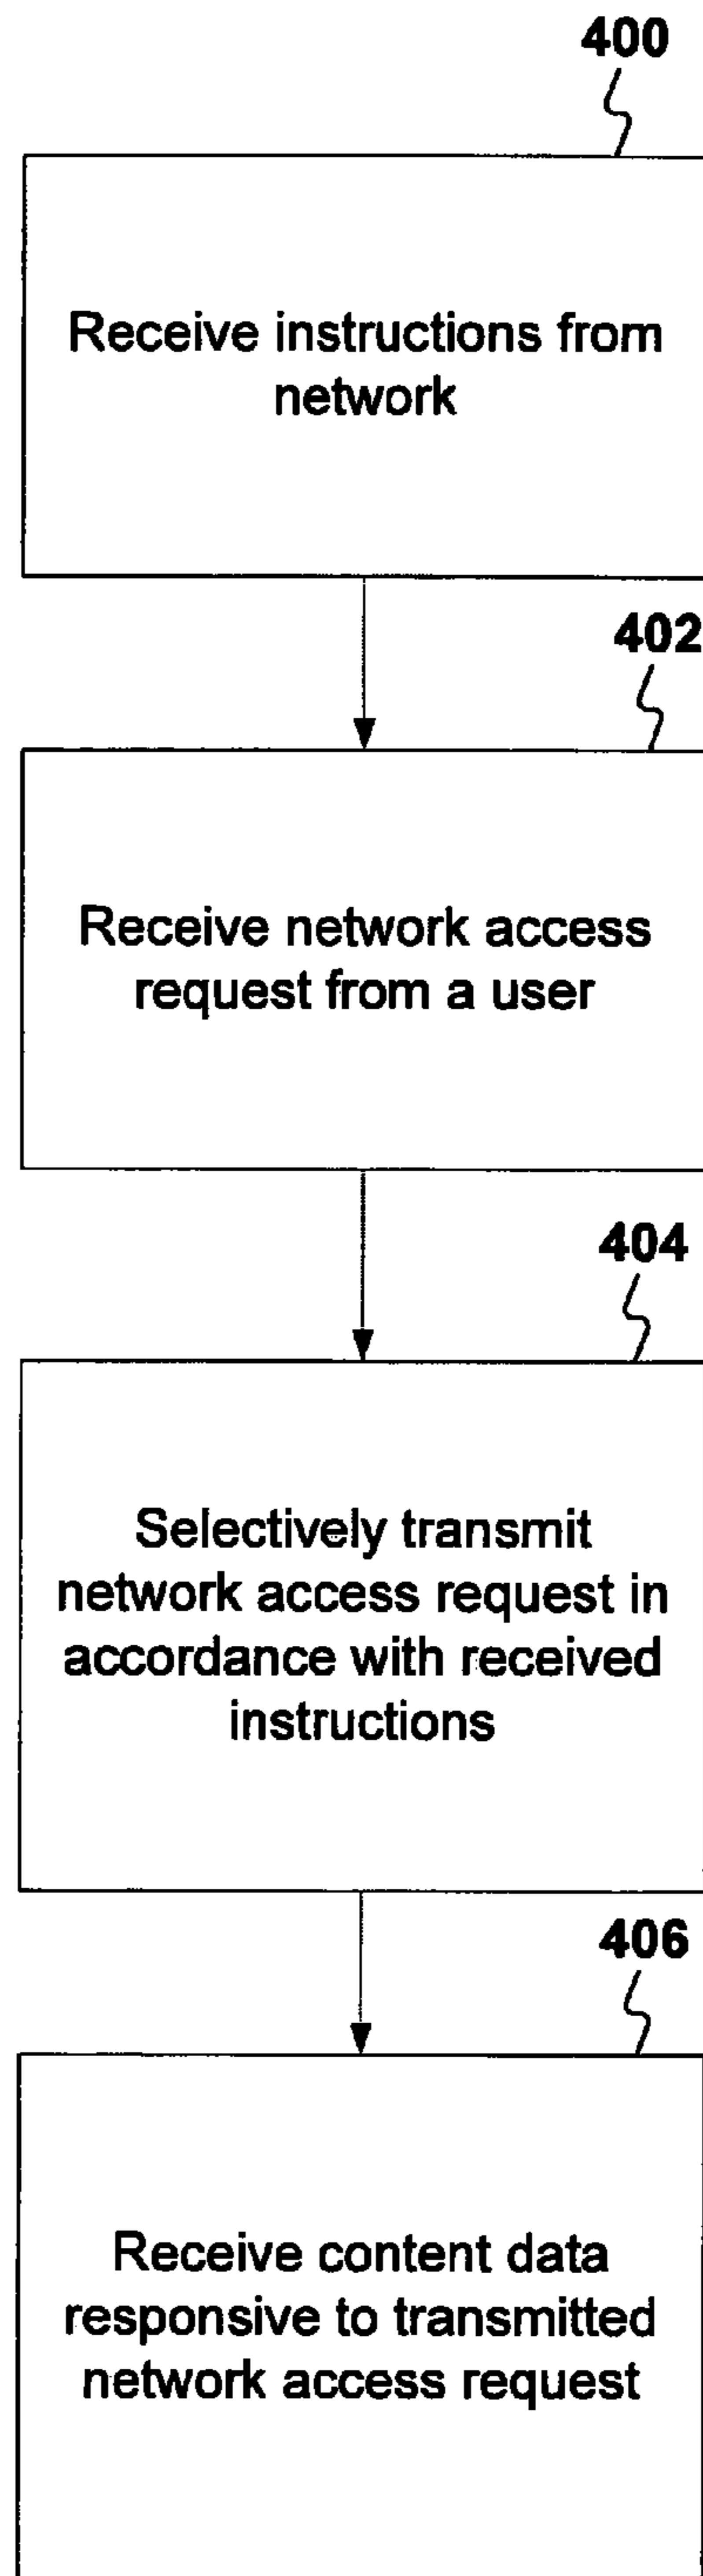 400
Receive instructions from
network
402
Receive network access
request from a user
404
Selectively transmit
network access request in
accordance with received
instructions
406
Receive content data
responsive to transmitted
network access request